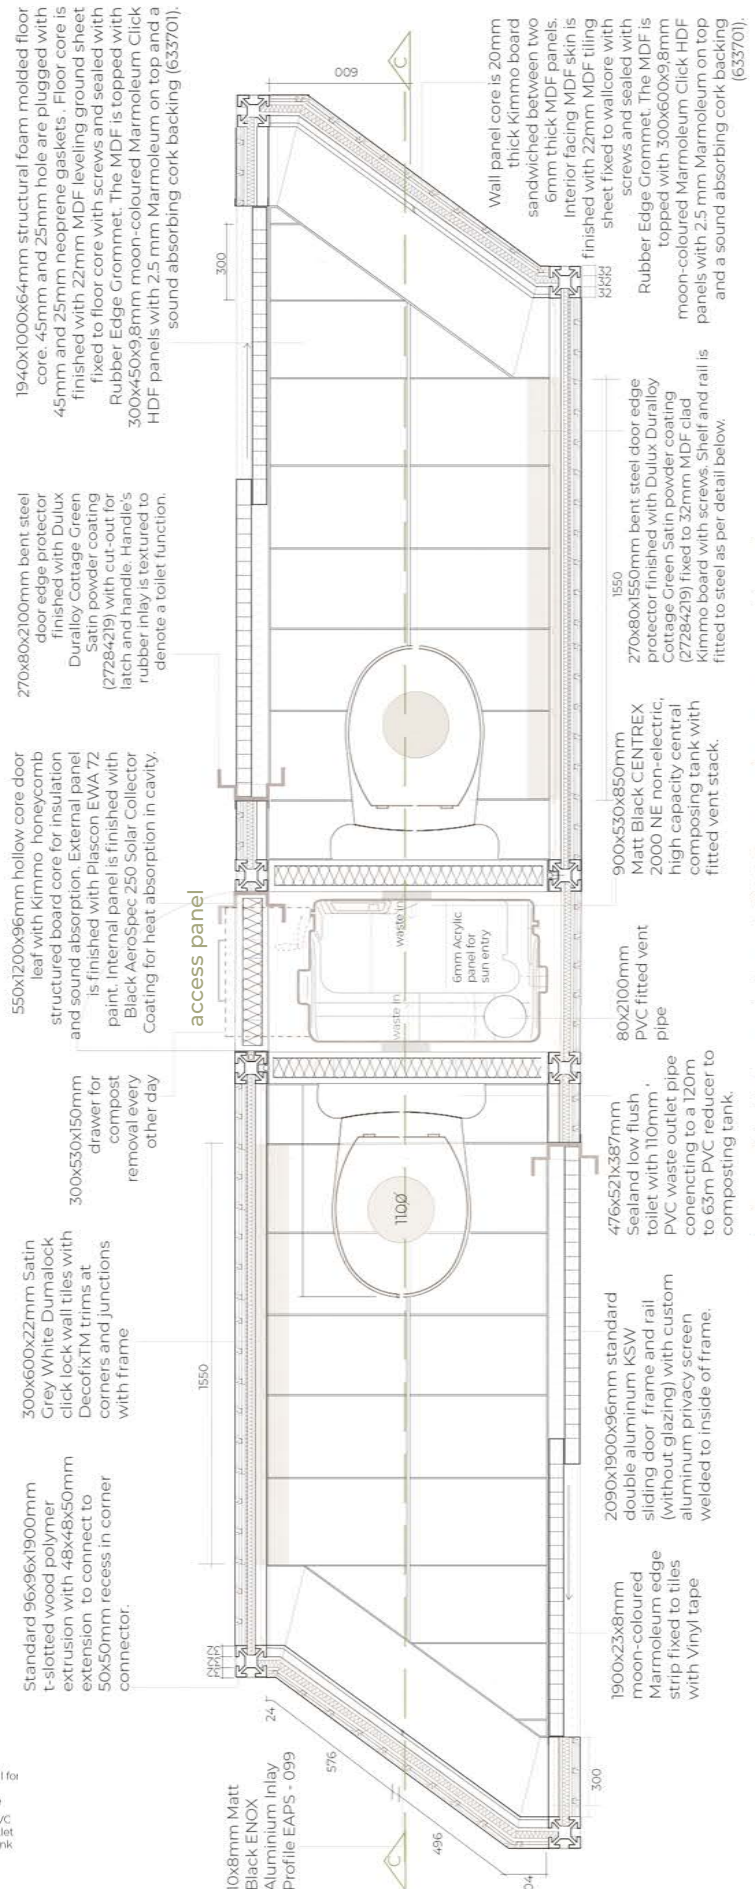 Standard 96x96x1900mm
t-slotted wood polymer
extrusion with 48x48x50mm
extension to connect to
50x50mm recess in corner
connector.
300x600x22mm Satin
Grey White Dumalock
click lock wall tiles with
DecofixTM trims at
corners and junctions
with frame
300x530x150mm
drawer for
compost
removal every
other day
550x1200x96mm hollow core door
leaf with Kimmo honeycomb
structured board core for insulation
and sound absorption. External panel
is finished with Plascon EWA 72
paint. Internal panel is finished with
Black AeroSpec 250 Solar Collector
Coating for heat absorption in cavity.
270x80x2100mm bent steel
door edge protector
finished with Dulux
Duralloy Cottage Green
Satin powder coating
(27284219) with cut-out for
latch and handle. Handle's
rubber inlay is textured to
denote a toilet function.
1940x1000x64mm structural foam molded floor
core. 45mm and 25mm hole are plugged with
45mm and 25mm neoprene gaskets . Floor core is
finished with 22mm MDF leveling ground sheet
fixed to floor core with screws and sealed with
Rubber Edge Grommet. The MDF is topped with
300x450x9,8mm moon-coloured Marmoleum Click
HDF panels with 2.5 mm Marmoleum on top and a
sound absorbing cork backing (633701).
access panel
1550
300
600
24
576
496
C
C
1100
waste in
waste in
6mm Acrylic
panel for
sun entry
32
32
32
300
1550
10x8mm Matt
Black ENOX
Aluminium Inlay
Profile EAPS - 099
1900x23x8mm
moon-coloured
Marmoleum edge
strip fixed to tiles
with Vinyl tape
2090x1900x96mm standard
double aluminum KSW
sliding door frame and rail
(without glazing) with custom
aluminum privacy screen
welded to inside of frame.
476x521x387mm
Sealand low flush
toilet with 110mm '
PVC waste outlet pipe
conencting to a 120m
to 63m PVC reducer to
composting tank.
80x2100mm
PVC fitted vent
pipe
900x530x850mm
Matt Black CENTREX
2000 NE non-electric,
high capacity central
composing tank with
fitted vent stack.
270x80x1550mm bent steel door edge
protector finished with Dulux Duralloy
Cottage Green Satin powder coating
(27284219) fixed to 32mm MDF clad
Kimmo board with screws. Shelf and rail is
fitted to steel as per detail below.
Wall panel core is 20mm
thick Kimmo board
sandwiched between two
6mm thick MDF panels.
Interior facing MDF skin is
finished with 22mm MDF tiling
sheet fixed to wallcore with
screws and sealed with
Rubber Edge Grommet. The MDF is
topped with 300x600x9,8mm
moon-coloured Marmoleum Click HDF
panels with 2.5 mm Marmoleum on top
and a sound absorbing cork backing
(633701).